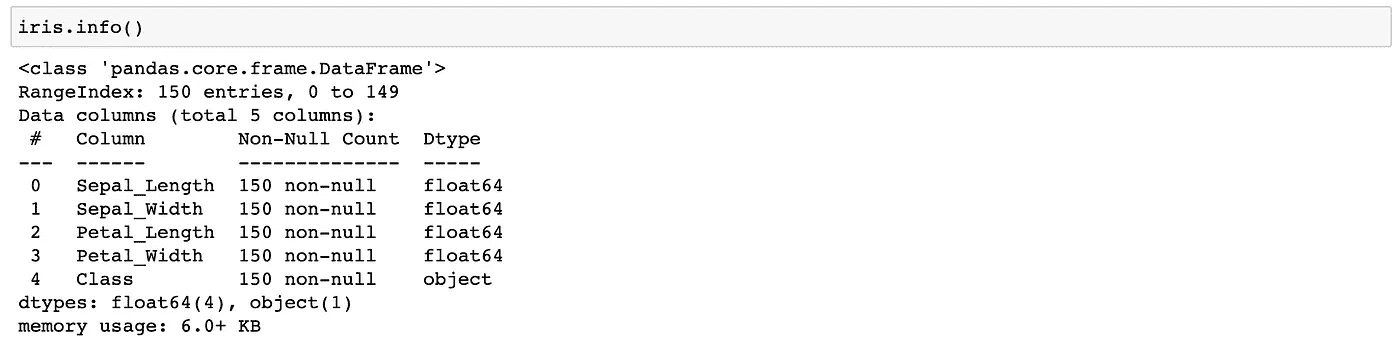 iris.info()
<class 'pandas.core.frame.DataFrame'>
RangeIndex: 150 entries, 0 to 149
Data columns (total 5 columns):
 #   Column        Non-Null Count  Dtype
---  ------        --------------  -----
 0   Sepal_Length  150 non-null    float64
 1   Sepal_Width   150 non-null    float64
 2   Petal_Length  150 non-null    float64
 3   Petal_Width   150 non-null    float64
 4   Class         150 non-null    object
dtypes: float64(4), object(1)
memory usage: 6.0+ KB